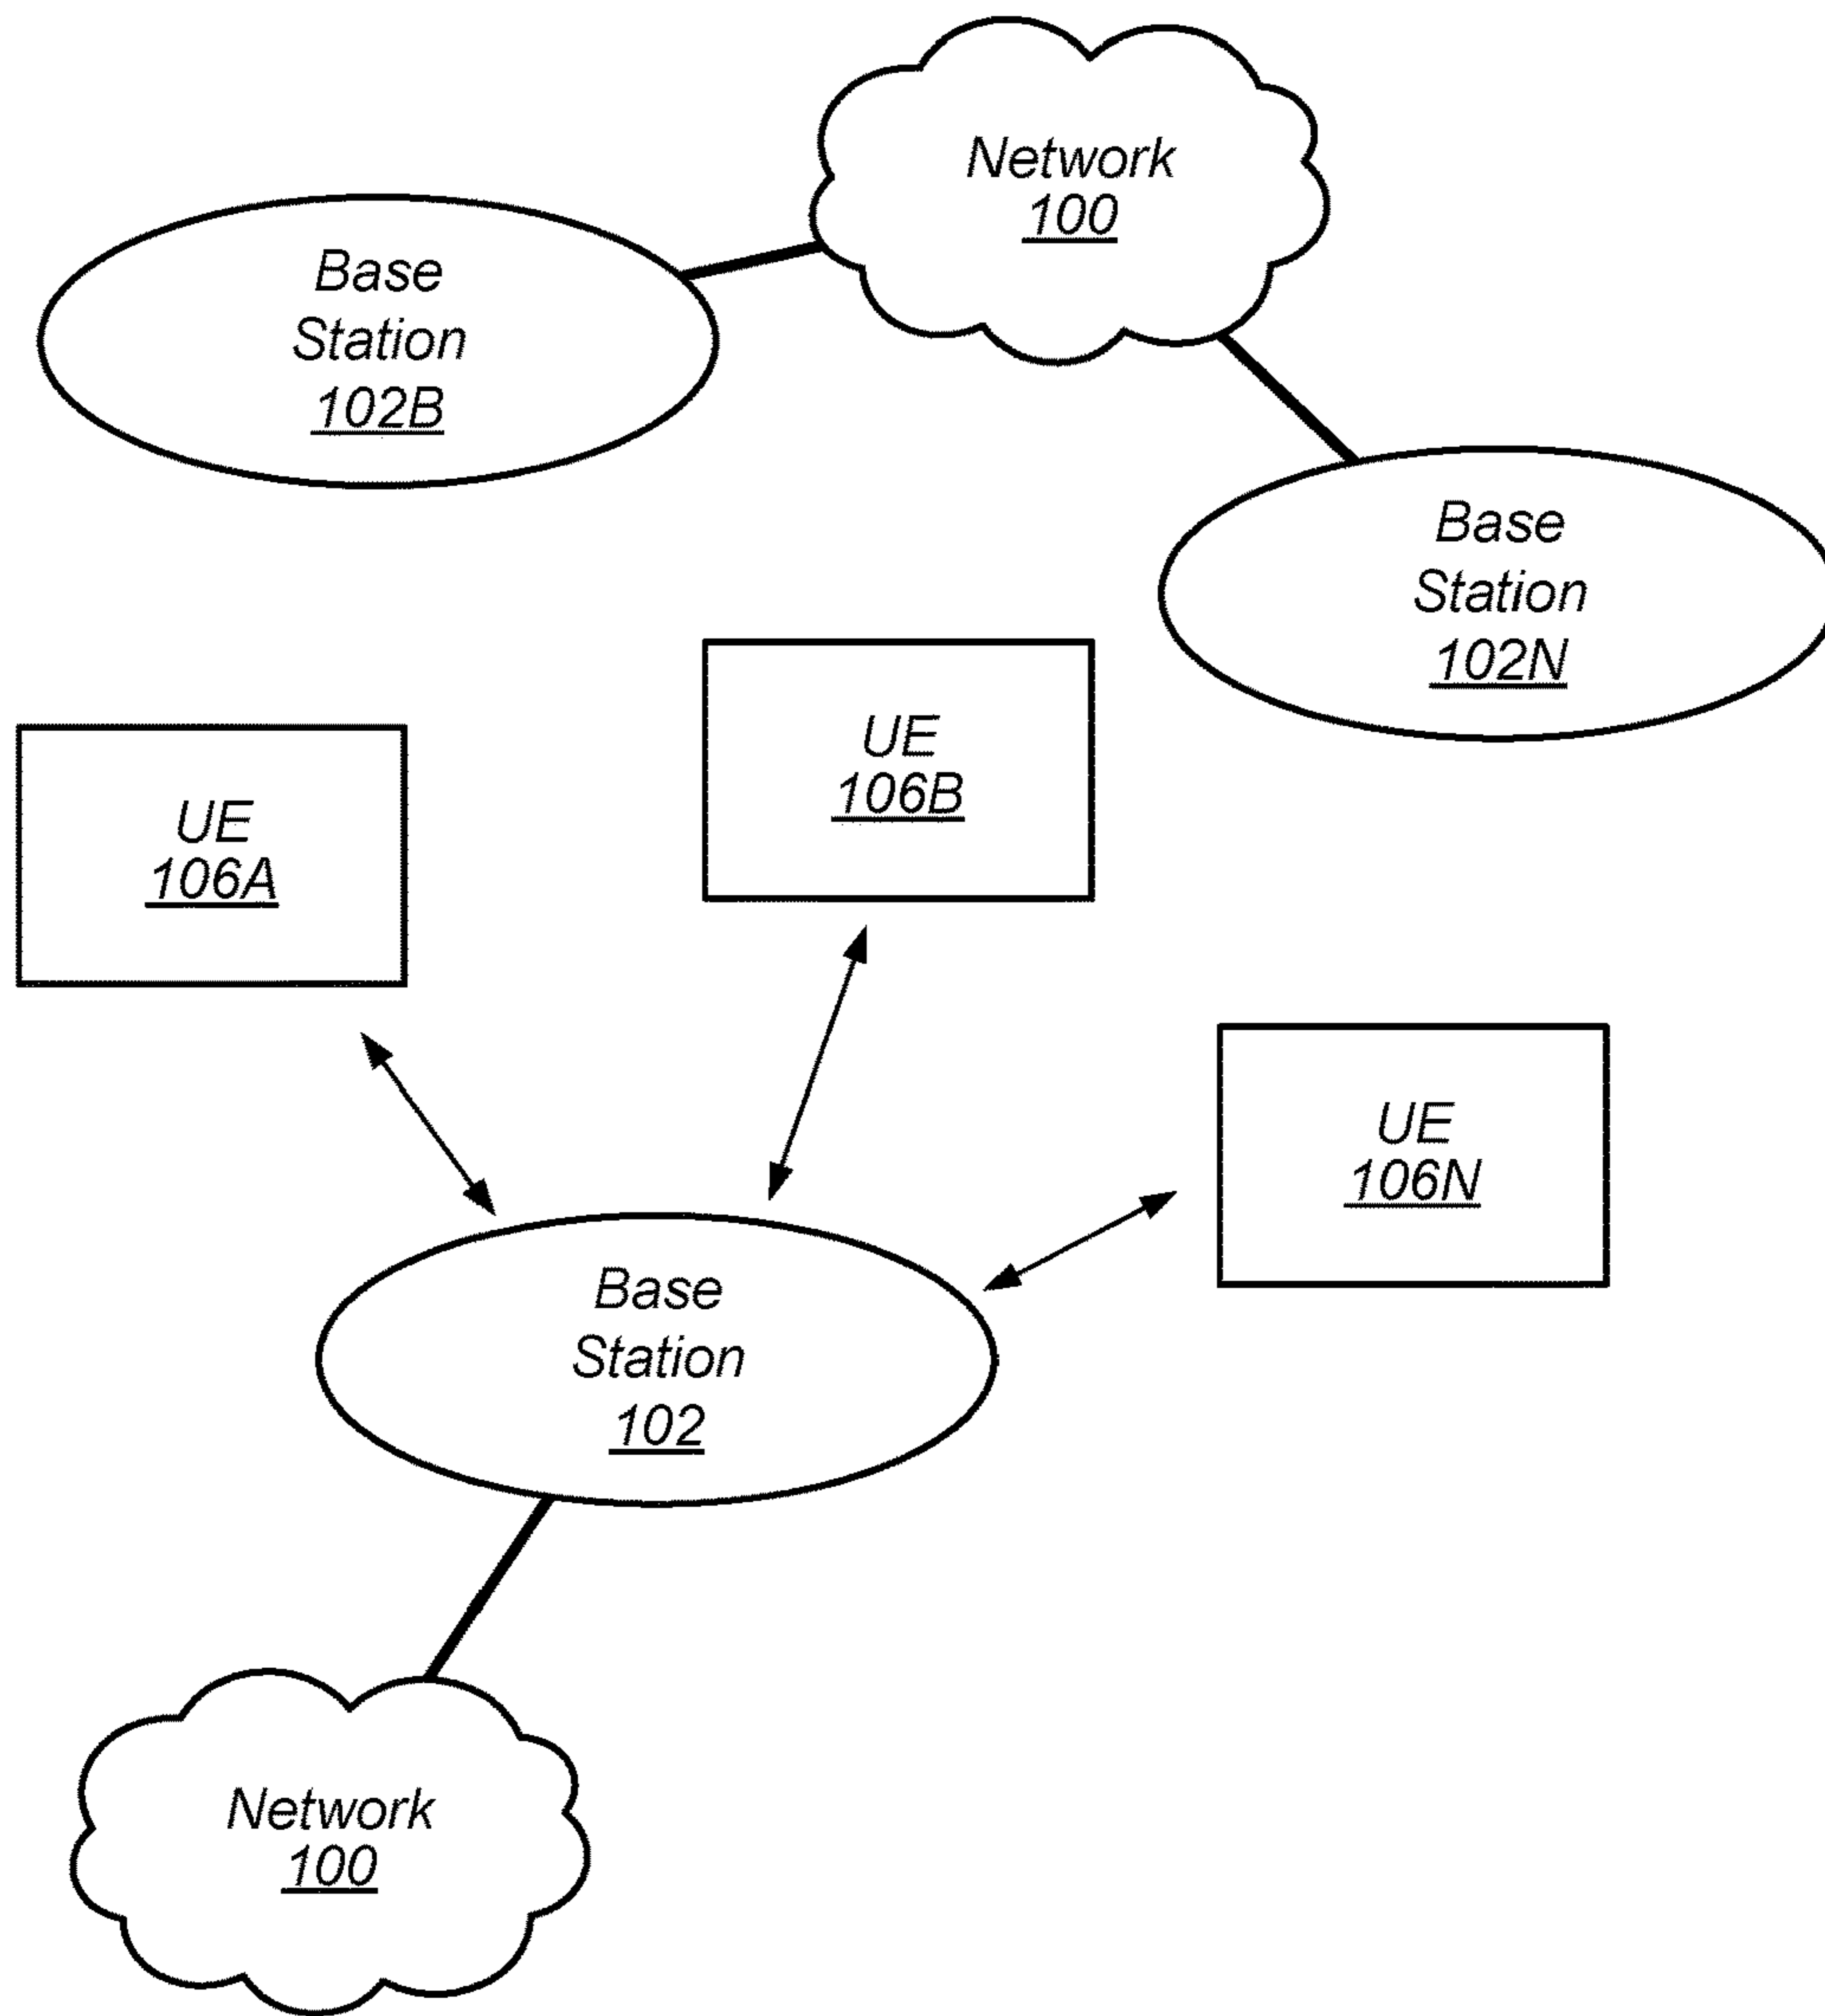 Network
100
Base
Station
102B
Base
Station
102N
UE
106B
UE
106A
UE
106N
Base
Station
102
Network
100